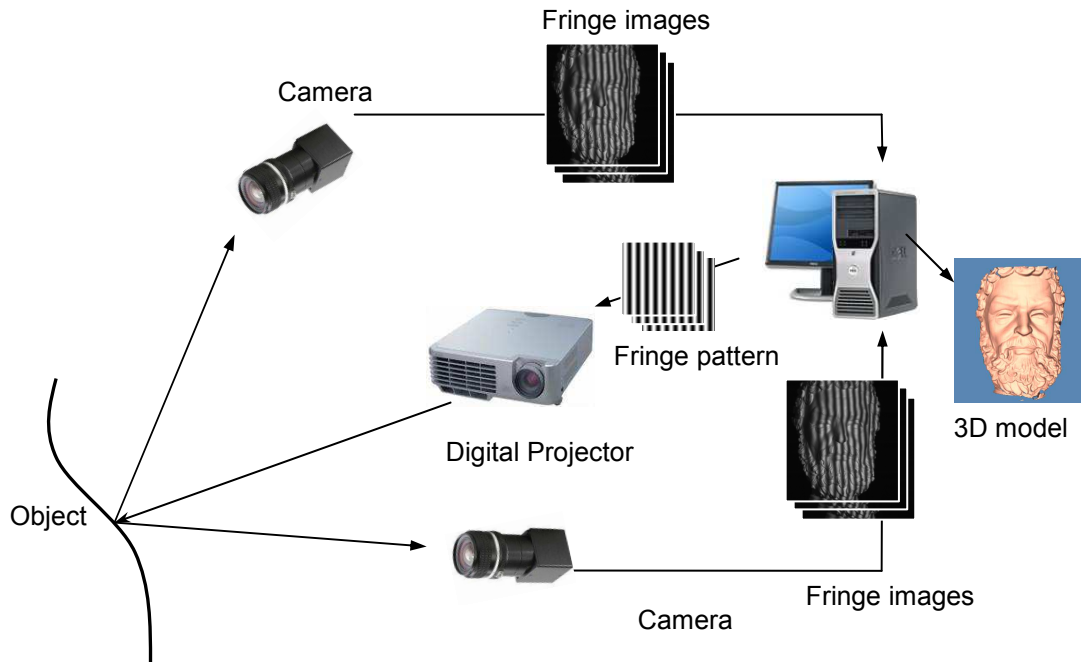 Fringe images
Camera
Fringe pattern
3D model
Digital Projector
Object
Fringe images
Camera